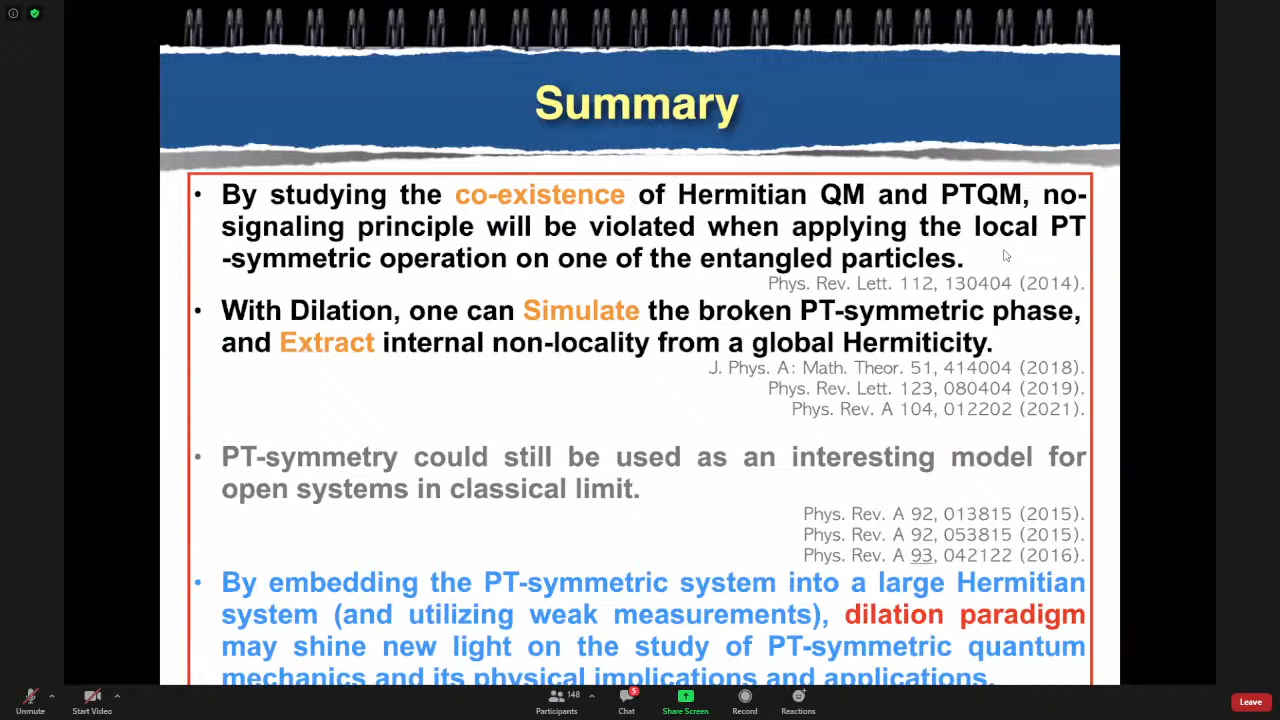 Summary
• By studying the co-existence of Hermitian QM and PTQM, no-
signaling principle will be violated when applying the local PT
-symmetric operation on one of the entangled particles.
Phys. Rev. Lett. 112, 130404 (2014).
• With Dilation, one can Simulate the broken PT-symmetric phase,
and Extract internal non-locality from a global Hermiticity.
J. Phys. A: Math. Theor. 51, 414004 (2018).
Phys. Rev. Lett. 123, 080404 (2019).
Phys. Rev. A 104, 012202 (2021).
• PT-symmetry could still be used as an interesting model for
open systems in classical limit.
Phys. Rev. A 92, 013815 (2015).
Phys. Rev. A 92, 053815 (2015).
Phys. Rev. A 93, 042122 (2016).
• By embedding the PT-symmetric system into a large Hermitian
system (and utilizing weak measurements), dilation paradigm
may shine new light on the study of PT-symmetric quantum
mechanics and its physical implications and applications.
148 5
Unmute Start Video Participants Chat Share Screen Record Reactions Leave